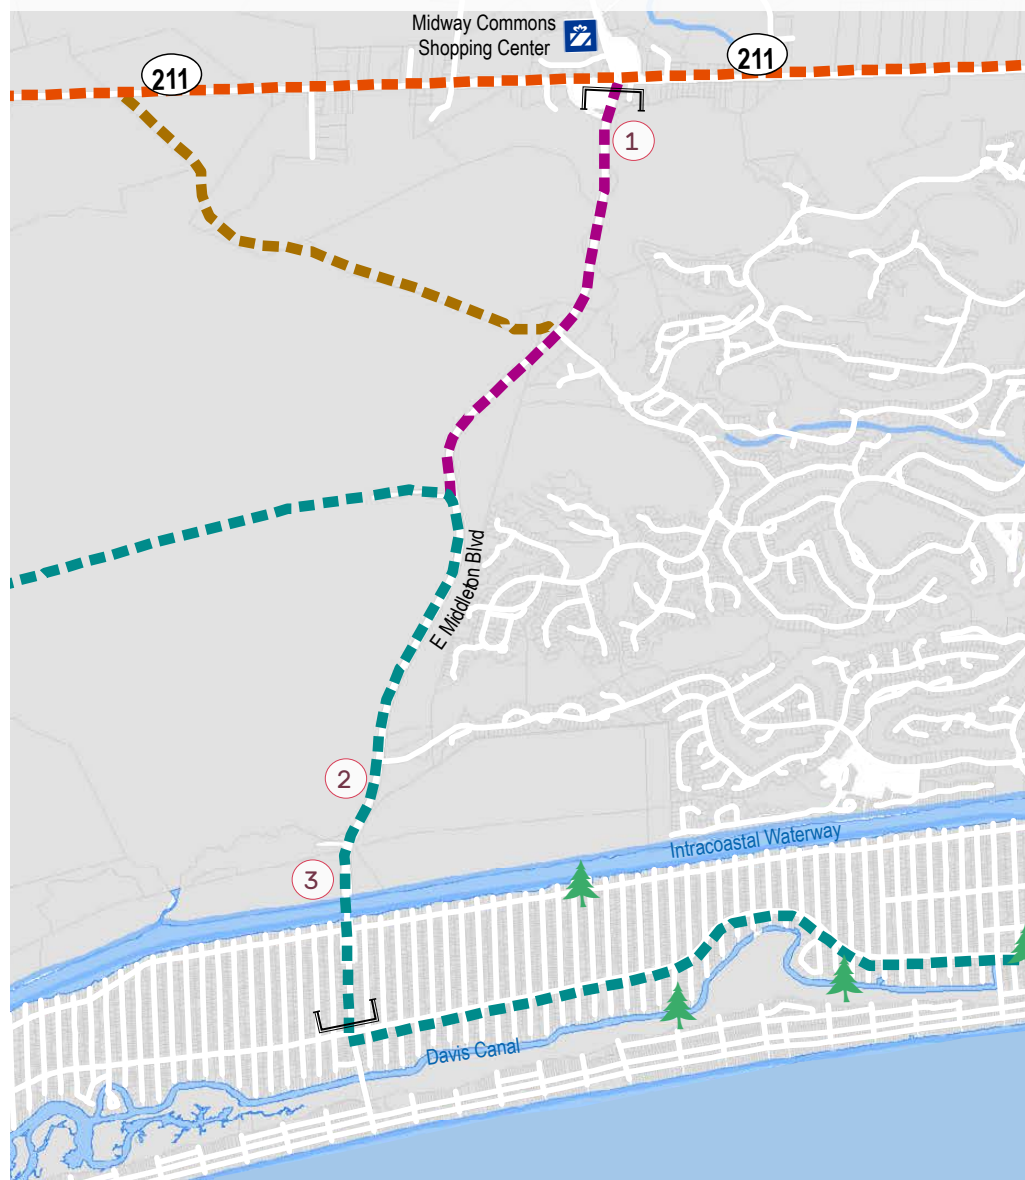 Midway Commons
Shopping Center
211
211
1
E Middleton Blvd
2
3
Intracoastal Waterway
Davis Canal